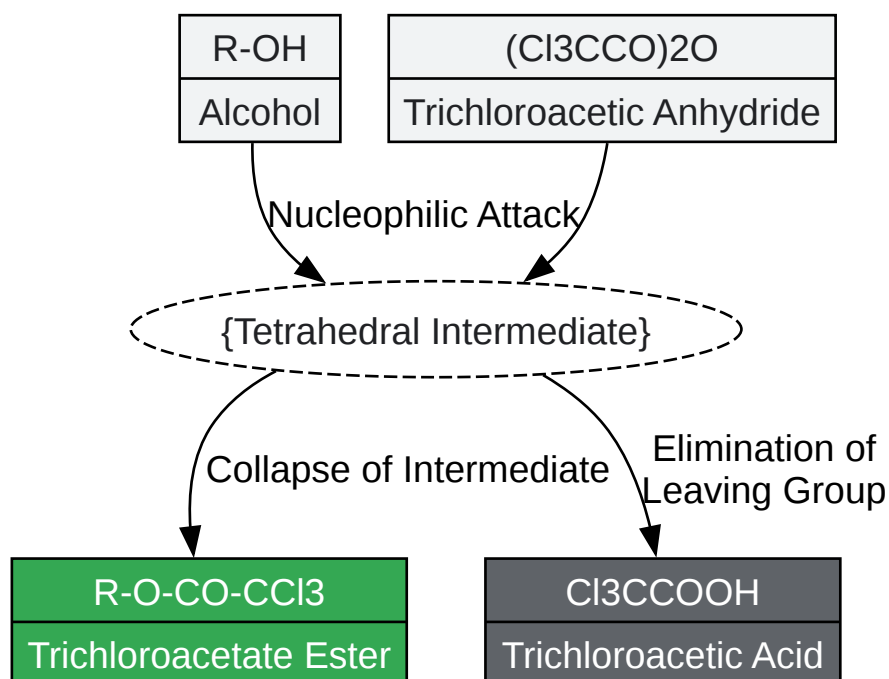 R-OH
Alcohol
(Cl3CCO)2O
Trichloroacetic Anhydride
Nucleophilic Attack
{Tetrahedral Intermediate}
Collapse of Intermediate
Elimination of
Leaving Group
R-O-CO-CCl3
Trichloroacetate Ester
Cl3CCOOH
Trichloroacetic Acid